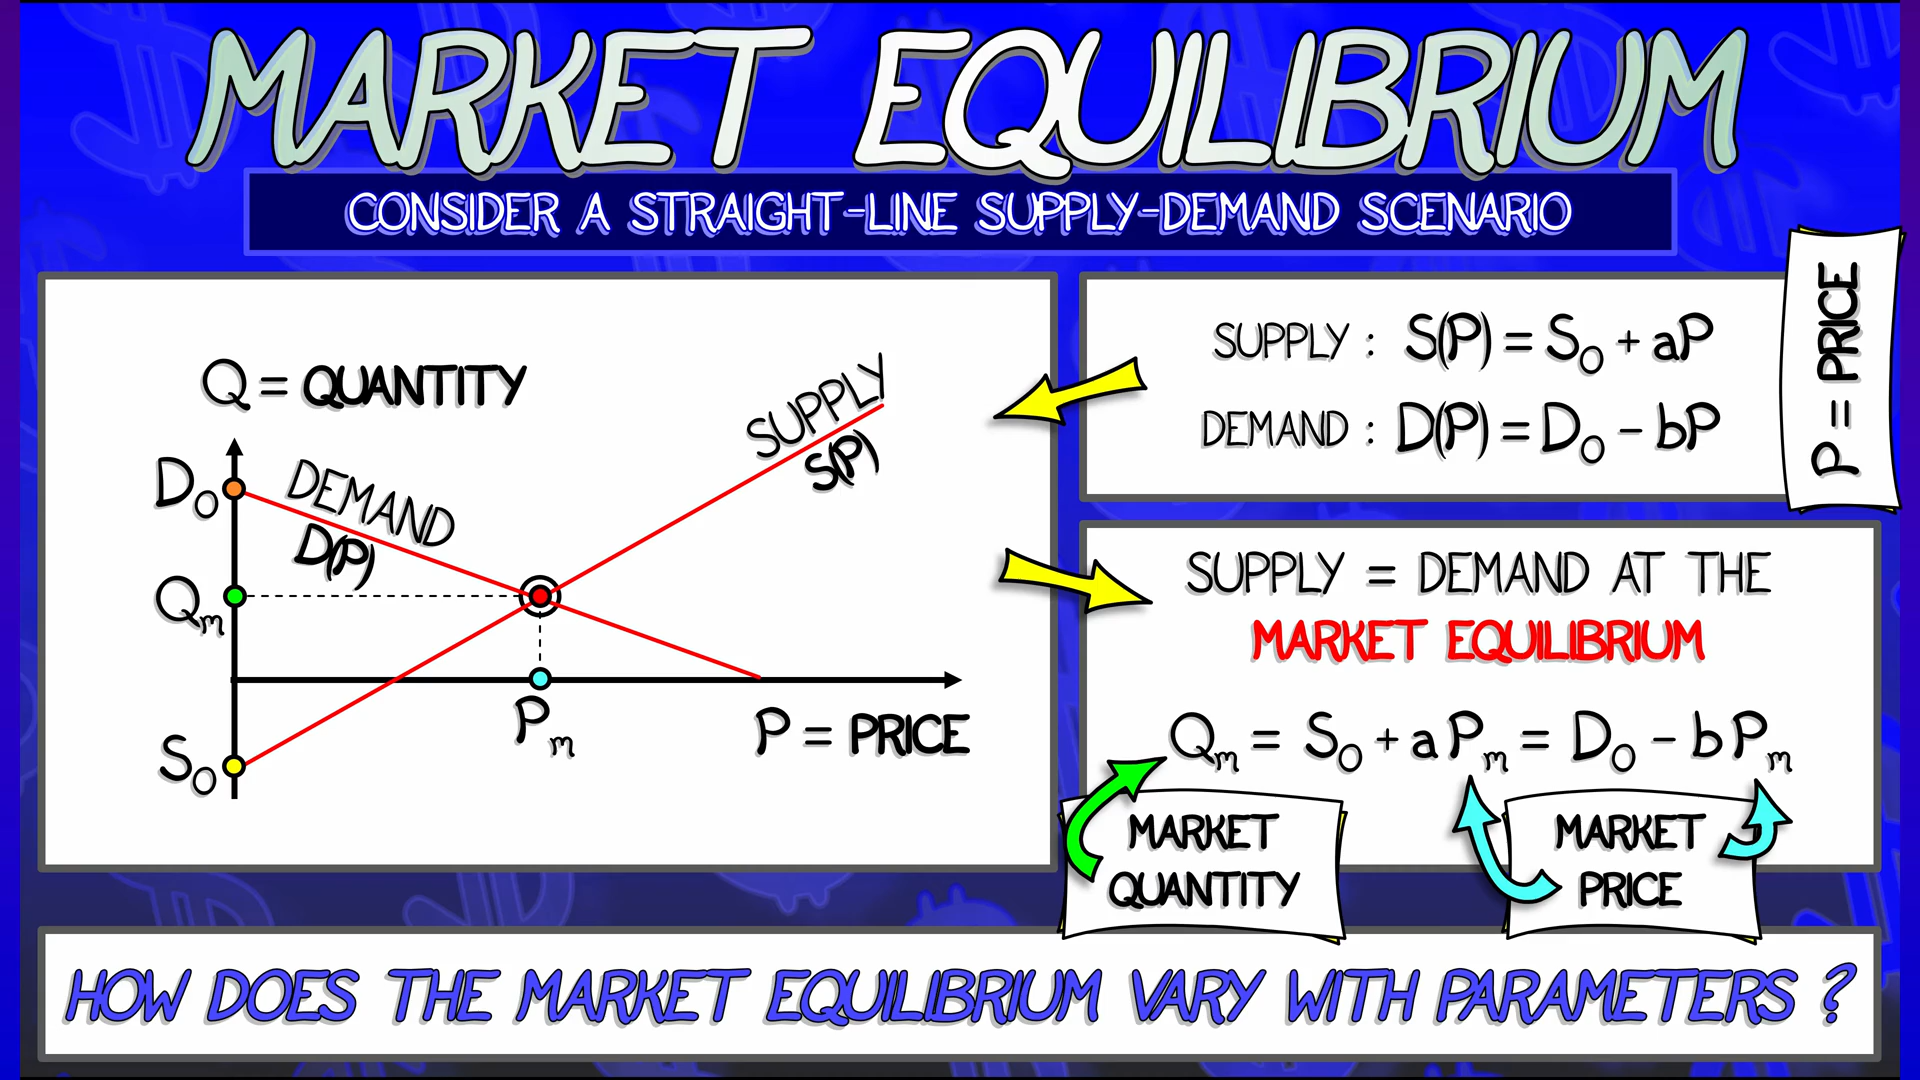 MARKET EQUILIBRIUM
CONSIDER A STRAIGHT-LINE SUPPLY-DEMAND SCENARIO
Q = QUANTITY
D₀
DEMAND
D(P)
Qₘ
S₀
SUPPLY
S(P)
Pₘ
P = PRICE
SUPPLY : S(P) = S₀ + aP
DEMAND : D(P) = D₀ - bP
P = PRICE
SUPPLY = DEMAND AT THE
MARKET EQUILIBRIUM
Qₘ = S₀ + aPₘ = D₀ - bPₘ
MARKET
QUANTITY
MARKET
PRICE
HOW DOES THE MARKET EQUILIBRIUM VARY WITH PARAMETERS ?